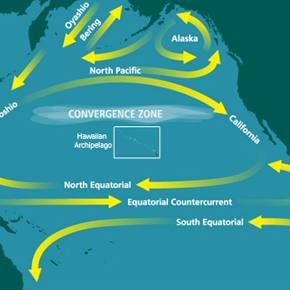 Oyashio
Bering
Alaska
North Pacific
oshio
CONVERGENCE ZONE
California
Hawaiian
Archipelago
North Equatorial
Equatorial Countercurrent
South Equatorial